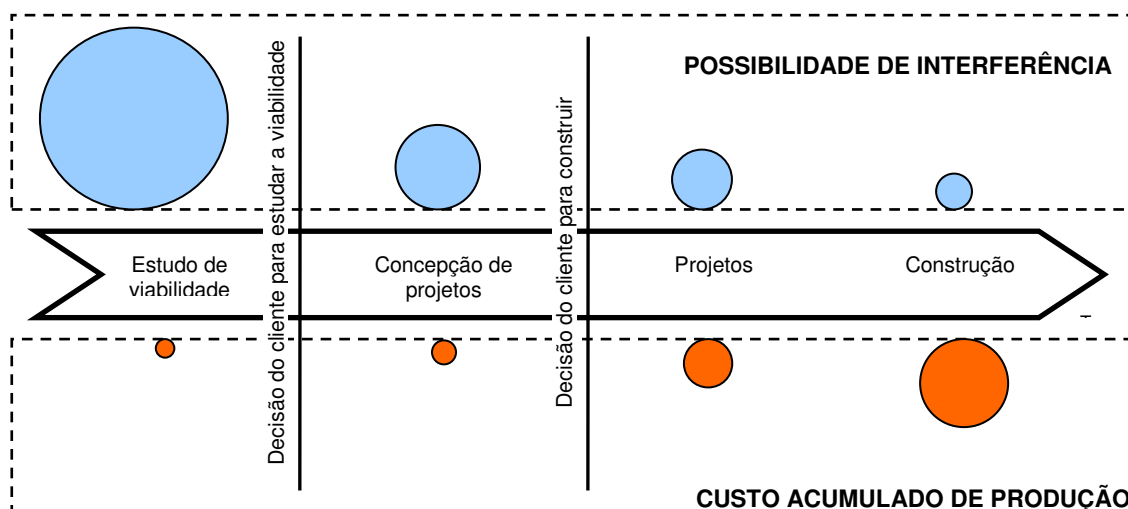 POSSIBILIDADE DE INTERFERÊNCIA
Decisão do cliente para estudar a viabilidade
Decisão do cliente para construir
Estudo de
viabilidade
Concepção de
projetos
Projetos
Construção
CUSTO ACUMULADO DE PRODUÇÃO